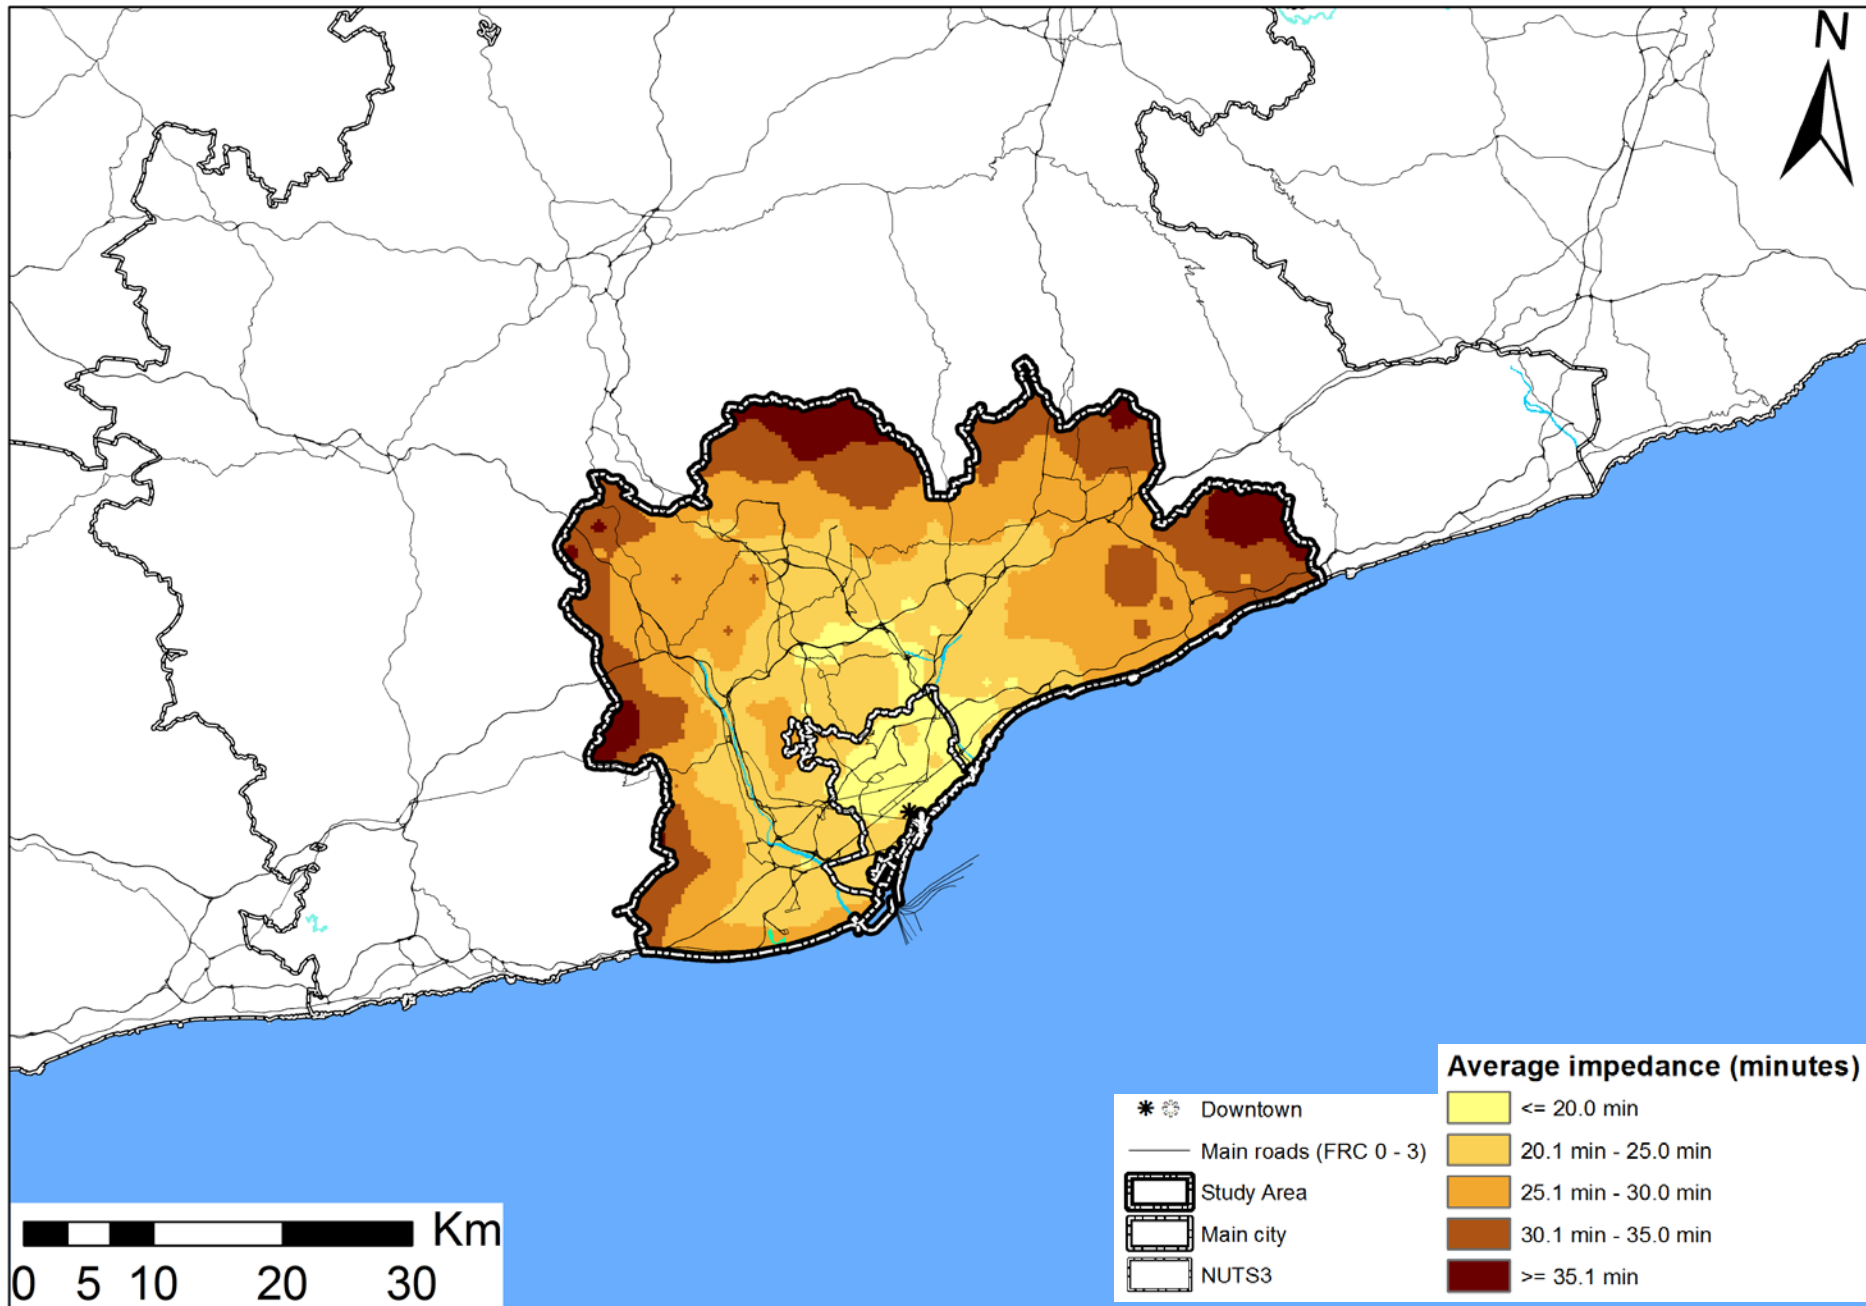 N
Average impedance (minutes)
<= 20.0 min
20.1 min - 25.0 min
25.1 min - 30.0 min
30.1 min - 35.0 min
>= 35.1 min
Downtown
Main roads (FRC 0 - 3)
Study Area
Main city
NUTS3
Km
0 5 10 20 30